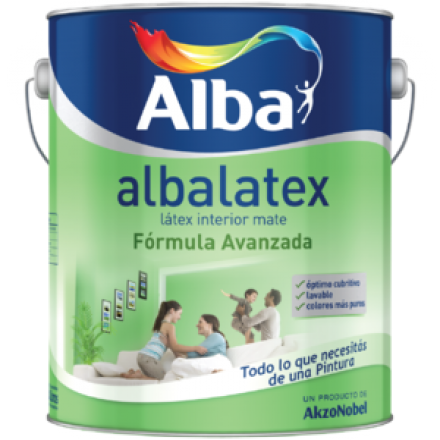 Alba
albalatex
látex interior mate
Fórmula Avanzada
✓ óptimo cubritivo
✓ lavable
✓ colores más puros
Todo lo que necesitás
de una Pintura
UN PRODUCTO DE
AkzoNobel